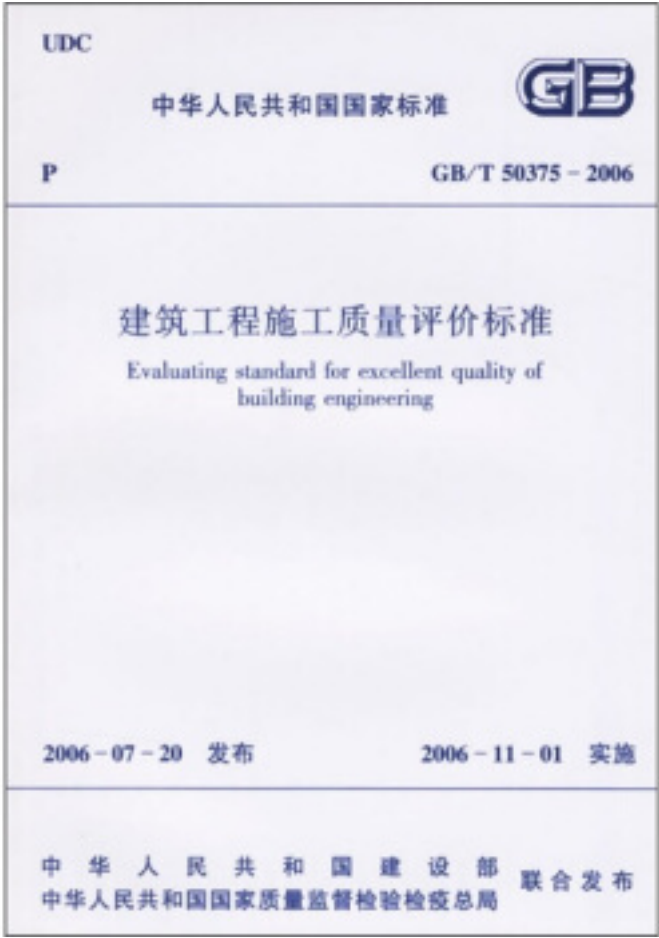 UDC
中华人民共和国国家标准
GB
P
GB/T 50375-2006
建筑工程施工质量评价标准
Evaluating standard for excellent quality of
building engineering
2006-07-20 发布
2006-11-01 实施
中华人民共和国建设部
中华人民共和国国家质量监督检验检疫总局
联合发布